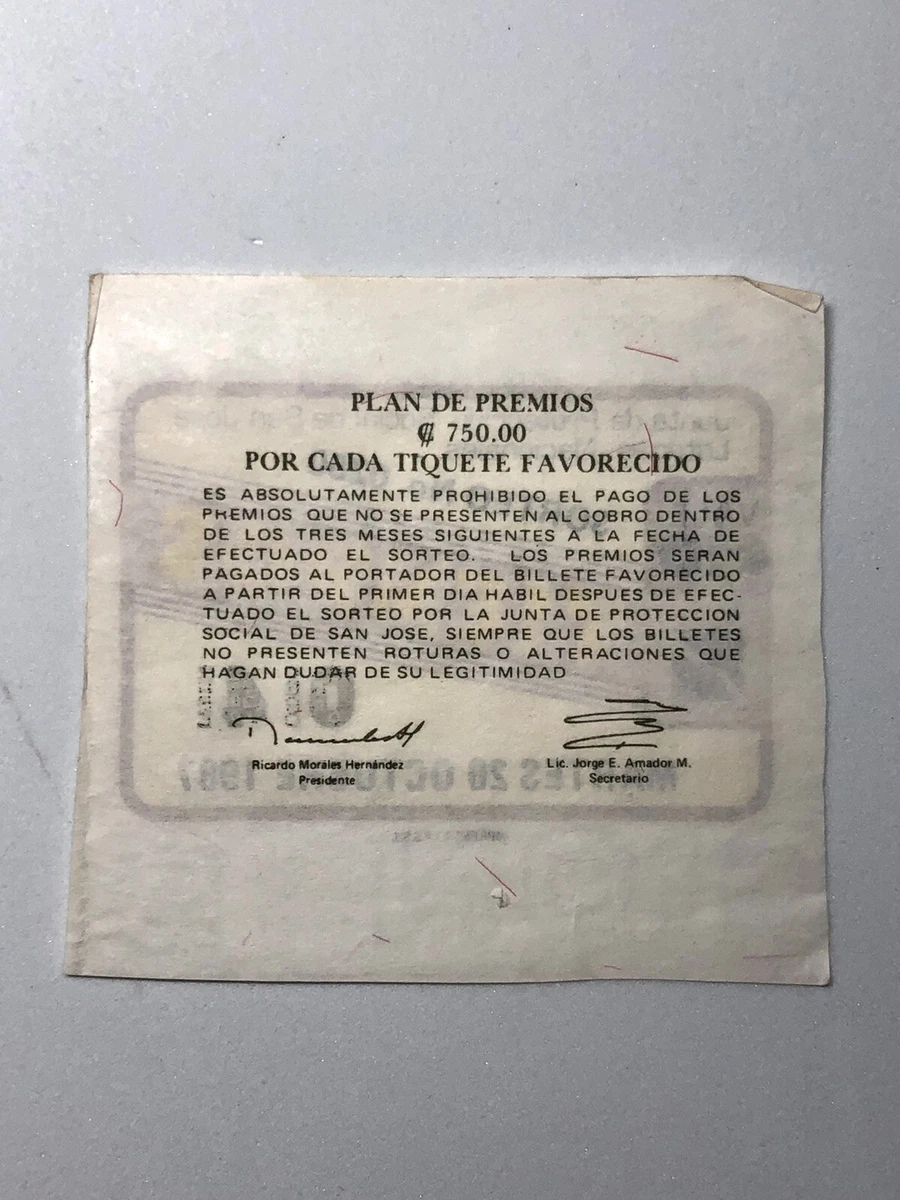 PLAN DE PREMIOS
₡ 750.00
POR CADA TIQUETE FAVORECIDO
ES ABSOLUTAMENTE PROHIBIDO EL PAGO DE LOS
PREMIOS QUE NO SE PRESENTEN AL COBRO DENTRO
DE LOS TRES MESES SIGUIENTES A LA FECHA DE
EFECTUADO EL SORTEO. LOS PREMIOS SERAN
PAGADOS AL PORTADOR DEL BILLETE FAVORECIDO
A PARTIR DEL PRIMER DIA HABIL DESPUES DE EFEC-
TUADO EL SORTEO POR LA JUNTA DE PROTECCION
SOCIAL DE SAN JOSE, SIEMPRE QUE LOS BILLETES
NO PRESENTEN ROTURAS O ALTERACIONES QUE
HAGAN DUDAR DE SU LEGITIMIDAD
Ricardo Morales Hernández
Presidente
Lic. Jorge E. Amador M.
Secretario